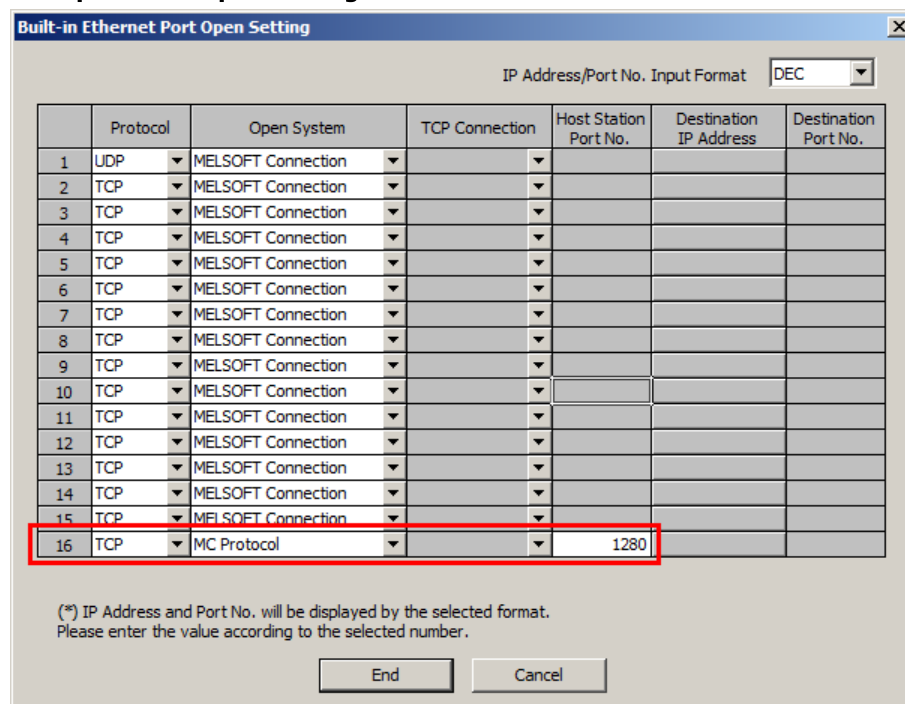 Built-in Ethernet Port Open Setting
IP Address/Port No. Input Format DEC
Protocol Open System TCP Connection Host Station Port No. Destination IP Address Destination Port No.
1 UDP MELSOFT Connection
2 TCP MELSOFT Connection
3 TCP MELSOFT Connection
4 TCP MELSOFT Connection
5 TCP MELSOFT Connection
6 TCP MELSOFT Connection
7 TCP MELSOFT Connection
8 TCP MELSOFT Connection
9 TCP MELSOFT Connection
10 TCP MELSOFT Connection
11 TCP MELSOFT Connection
12 TCP MELSOFT Connection
13 TCP MELSOFT Connection
14 TCP MELSOFT Connection
15 TCP MELSOFT Connection
16 TCP MC Protocol 1280
(*) IP Address and Port No. will be displayed by the selected format.
Please enter the value according to the selected number.
End Cancel